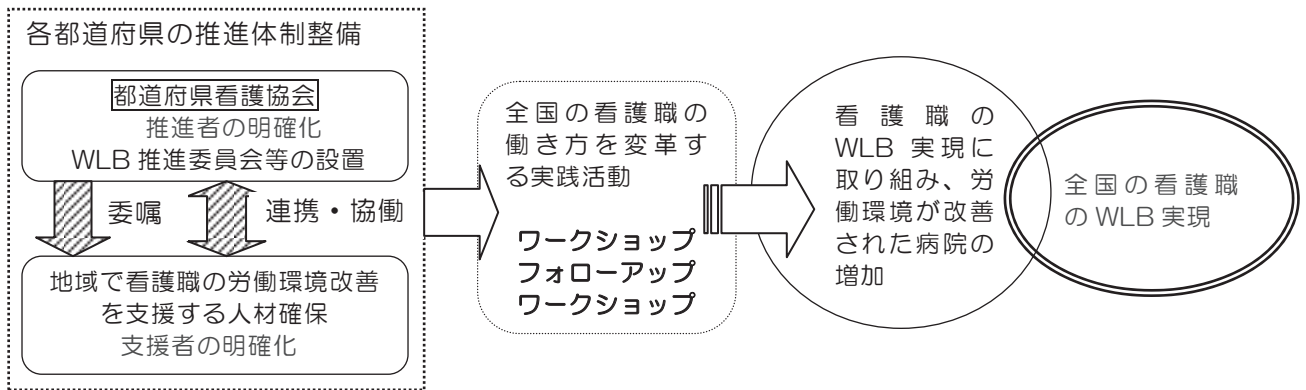 各都道府県の推進体制整備
都道府県看護協会
推進者の明確化
WLB 推進委員会等の設置
委嘱
連携・協働
地域で看護職の労働環境改善
を支援する人材確保
支援者の明確化
全国の看護職の
働き方を変革す
る実践活動
ワークショップ
フォローアップ
ワークショップ
看護職の
WLB 実現に
取り組み、労
働環境が改善
された病院の
増加
全国の看護職
の WLB 実現